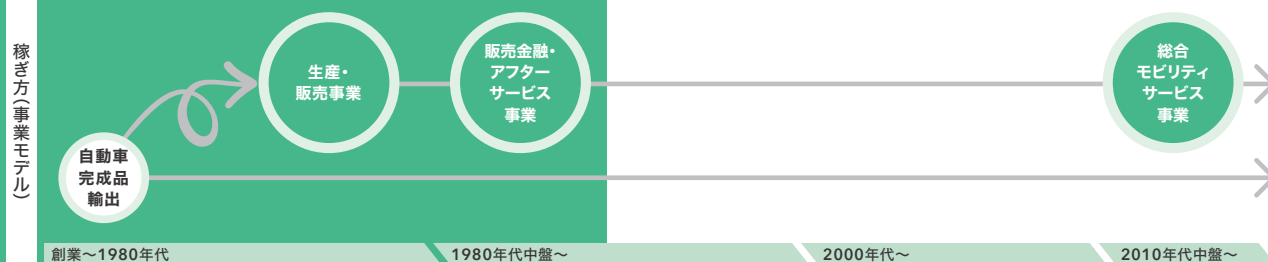 稼ぎ方（事業モデル）
生産・
販売事業
販売金融・
アフター
サービス
事業
総合
モビリティ
サービス
事業
自動車
完成品
輸出
創業～1980年代
1980年代中盤～
2000年代～
2010年代中盤～